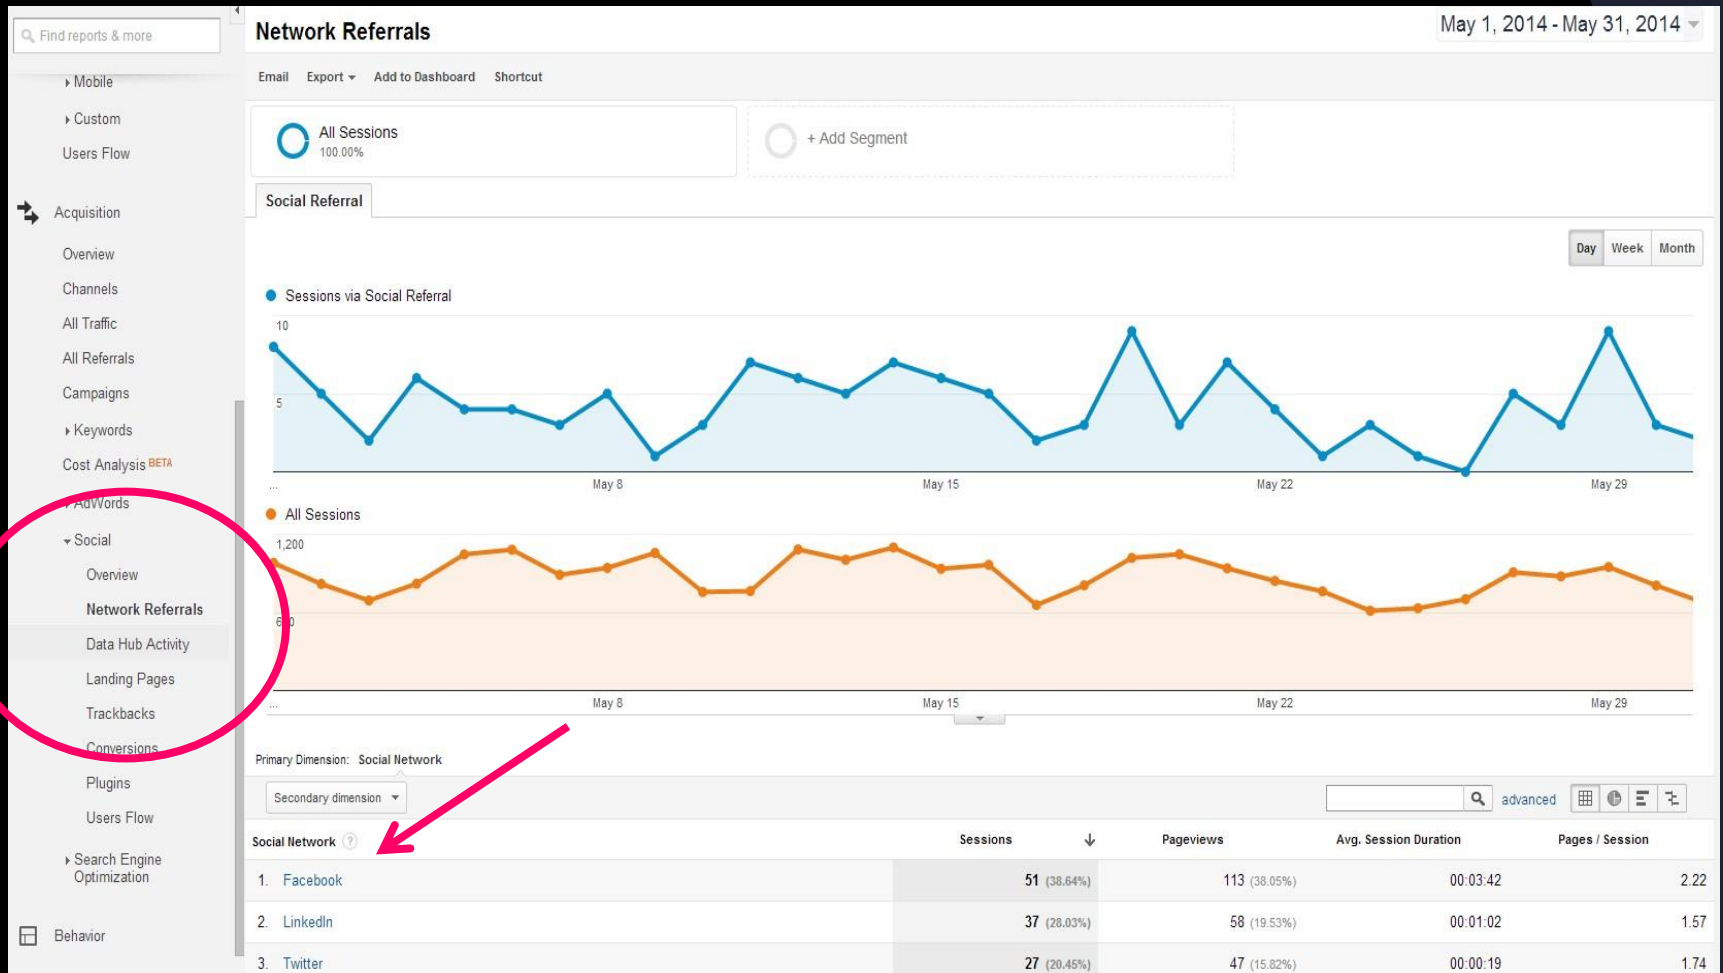 Find reports & more
Mobile
Custom
Users Flow
Acquisition
Overview
Channels
All Traffic
All Referrals
Campaigns
Keywords
Cost Analysis BETA
AdWords
Social
Overview
Network Referrals
Data Hub Activity
Landing Pages
Trackbacks
Conversions
Plugins
Users Flow
Search Engine
Optimization
Behavior
Network Referrals
May 1, 2014 - May 31, 2014
Email Export Add to Dashboard Shortcut
All Sessions
100.00%
+ Add Segment
Social Referral
Day Week Month
Sessions via Social Referral
10
5
... May 8 May 15 May 22 May 29
All Sessions
1,200
... May 8 May 15 May 22 May 29
Primary Dimension: Social Network
Secondary dimension
advanced
Social Network ? Sessions Pageviews Avg. Session Duration Pages / Session
1. Facebook 51 (38.64%) 113 (38.05%) 00:03:42 2.22
2. LinkedIn 37 (28.03%) 58 (19.53%) 00:01:02 1.57
3. Twitter 27 (20.45%) 47 (15.82%) 00:00:19 1.74